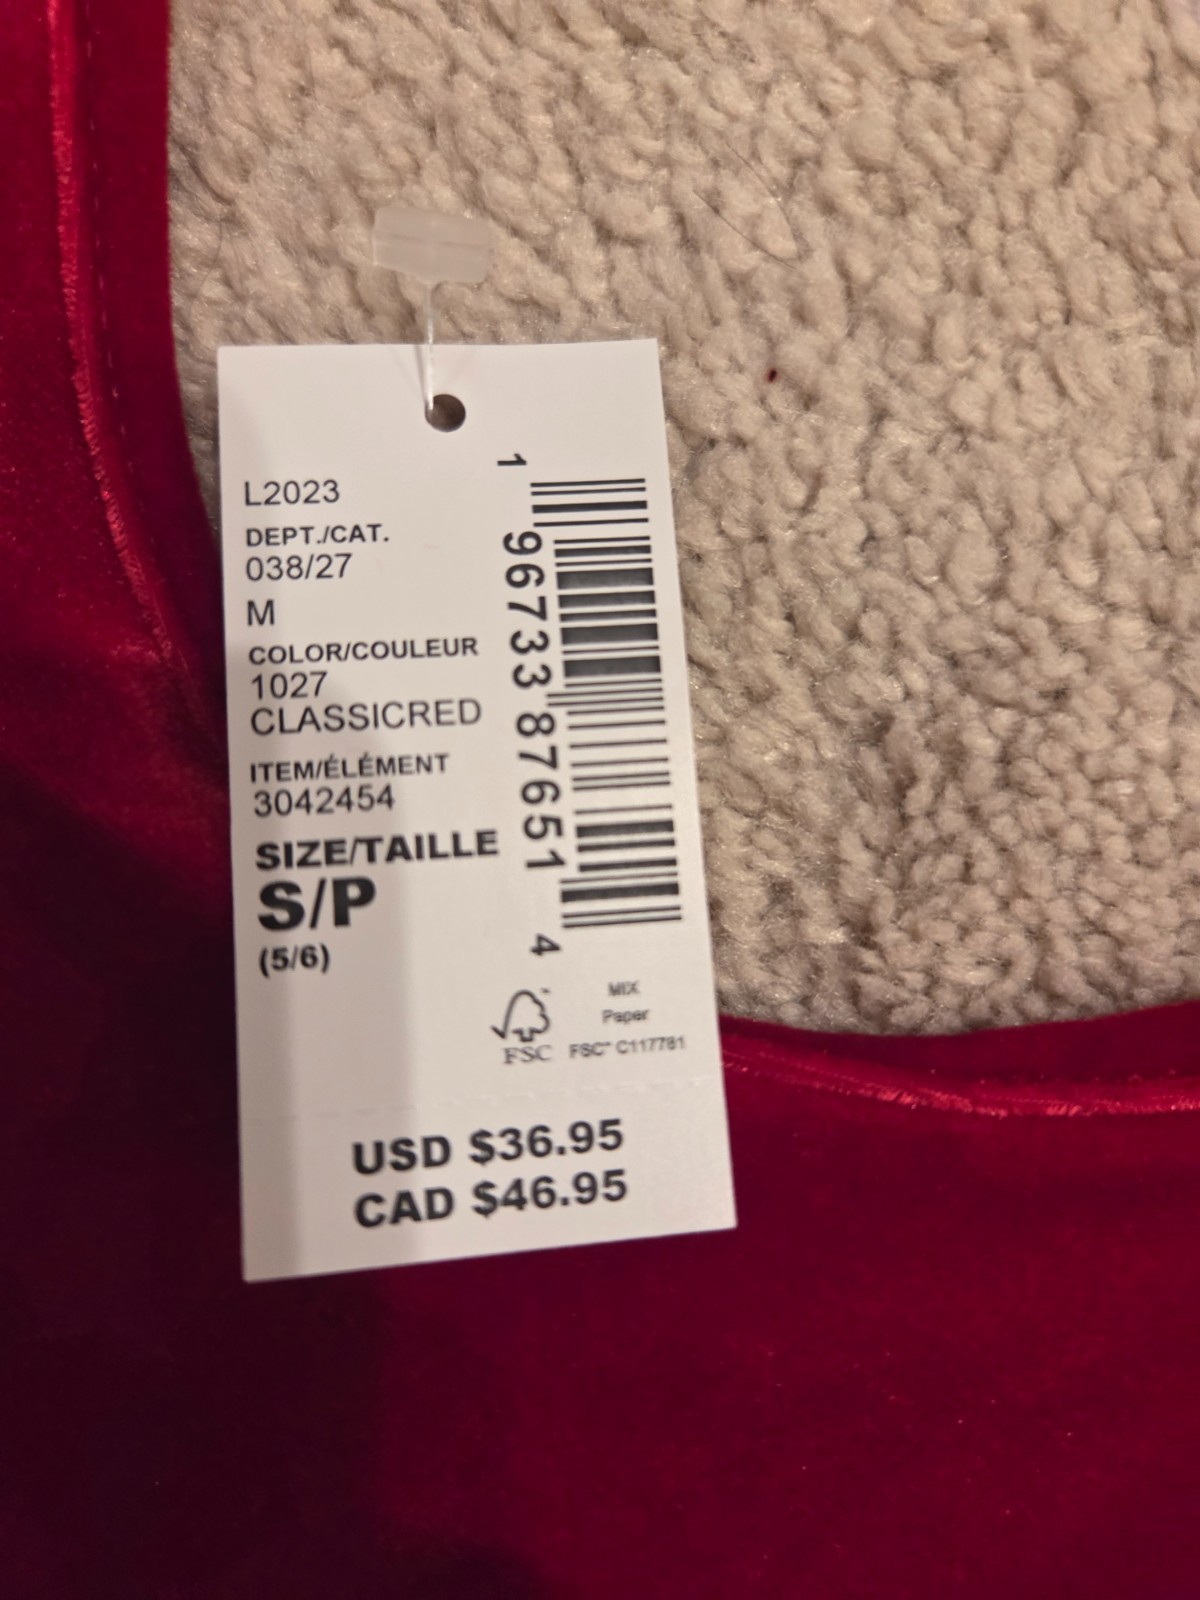 L2023
DEPT./CAT.
038/27
M
COLOR/COULEUR
1027
CLASSICRED
ITEM/ÉLÉMENT
3042454
SIZE/TAILLE
S/P
(5/6)
1 96733 87651 4
FSC
MIX
Paper
FSC™ C117781
USD $36.95
CAD $46.95